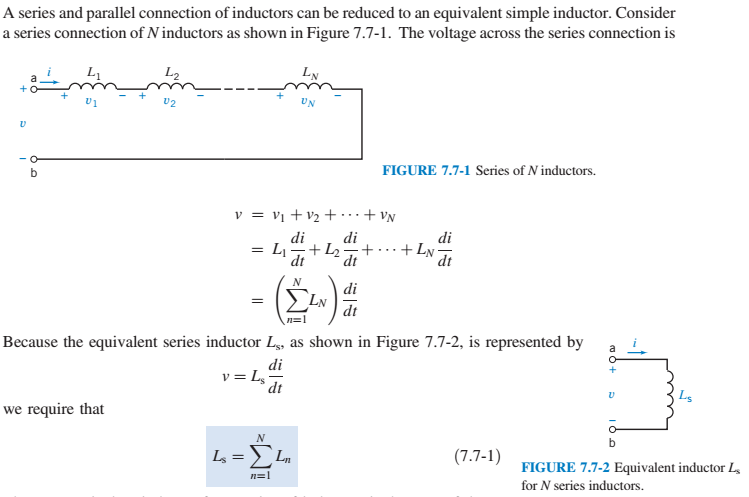 A series and parallel connection of inductors can be reduced to an equivalent simple inductor. Consider
a series connection of N inductors as shown in Figure 7.7-1. The voltage across the series connection is
a i L₁ L₂ L_N
+ + − + − + −
v₁ v₂ v_N
v
−
b
FIGURE 7.7-1 Series of N inductors.
v = v₁ + v₂ + ··· + v_N
= L₁ di/dt + L₂ di/dt + ··· + L_N di/dt
= (∑_{n=1}^{N} L_N) di/dt
Because the equivalent series inductor Lₛ, as shown in Figure 7.7-2, is represented by
v = Lₛ di/dt
we require that
Lₛ = ∑_{n=1}^{N} Lₙ (7.7-1)
a i
+
v Lₛ
−
b
FIGURE 7.7-2 Equivalent inductor Lₛ
for N series inductors.